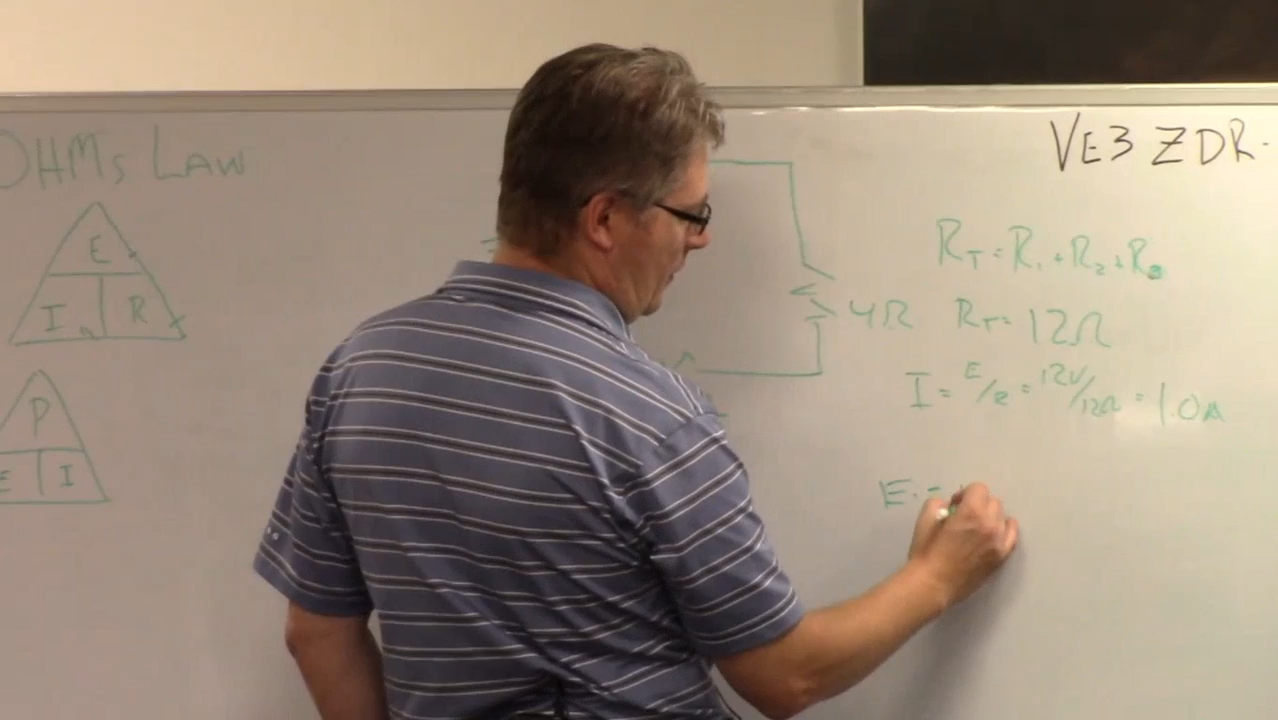 OHMs LAW
E
I R
P
E I
VE3 ZDR.
RT = R1 + R2 + R3
4Ω RT = 12Ω
I = E/R = 12V/12Ω = 1.0A
E1 =